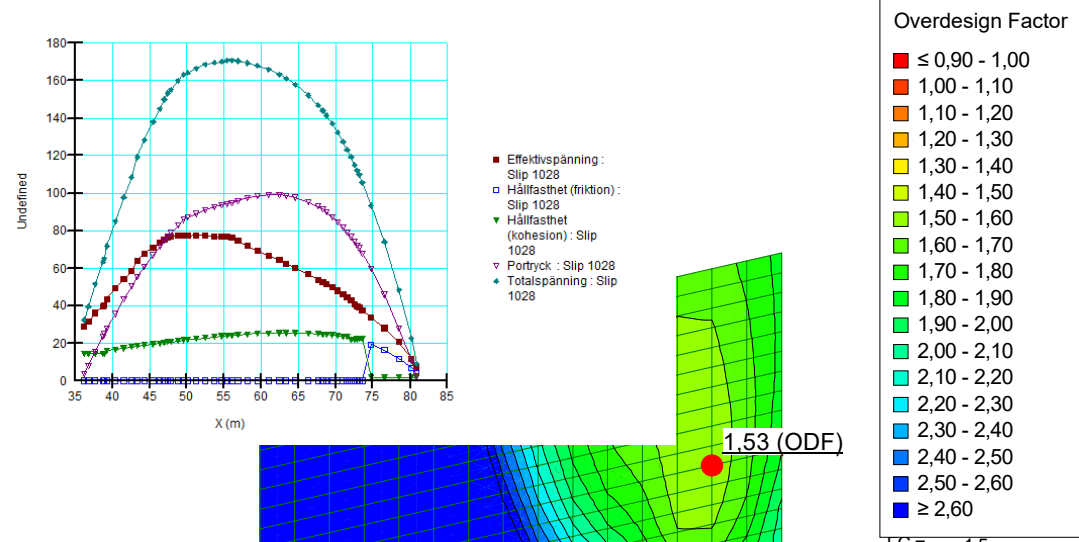 180
160
140
120
100
80
60
40
20
0
35
40
45
50
55
60
65
70
75
80
85
Undefined
X (m)
Effektivspänning :
Slip 1028
Hållfasthet (friktion) :
Slip 1028
Hållfasthet
(kohesion) : Slip
1028
Portryck : Slip 1028
Totalspänning : Slip
1028
1,53 (ODF)
Overdesign Factor
≤ 0,90 - 1,00
1,00 - 1,10
1,10 - 1,20
1,20 - 1,30
1,30 - 1,40
1,40 - 1,50
1,50 - 1,60
1,60 - 1,70
1,70 - 1,80
1,80 - 1,90
1,90 - 2,00
2,00 - 2,10
2,10 - 2,20
2,20 - 2,30
2,30 - 2,40
2,40 - 2,50
2,50 - 2,60
≥ 2,60